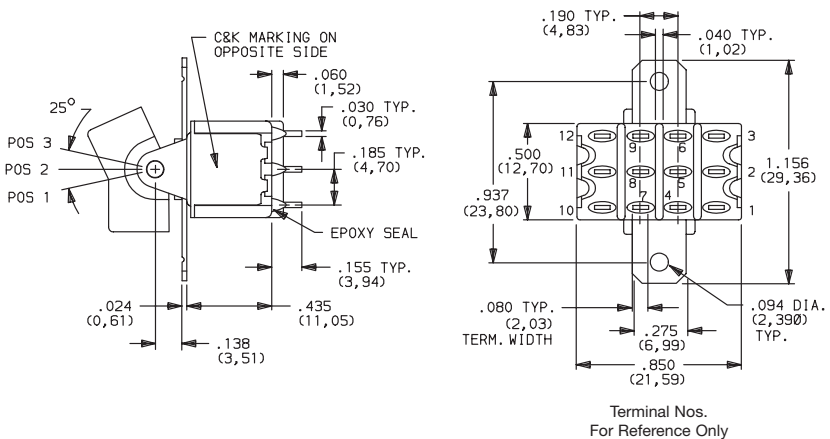 C&K MARKING ON
OPPOSITE SIDE
.060
(1,52)
.030 TYP.
(0,76)
.185 TYP.
(4,70)
25°
POS 3
POS 2
POS 1
EPOXY SEAL
.155 TYP.
(3,94)
.024
(0,61)
.435
(11,05)
.138
(3,51)
.190 TYP.
(4,83)
.040 TYP.
(1,02)
12
9
6
3
11
8
5
2
10
7
4
1
.500
(12,70)
.937
(23,80)
1.156
(29,36)
.080 TYP.
(2,03)
TERM. WIDTH
.275
(6,99)
.094 DIA.
(2,39Ø)
TYP.
.850
(21,59)
Terminal Nos.
For Reference Only